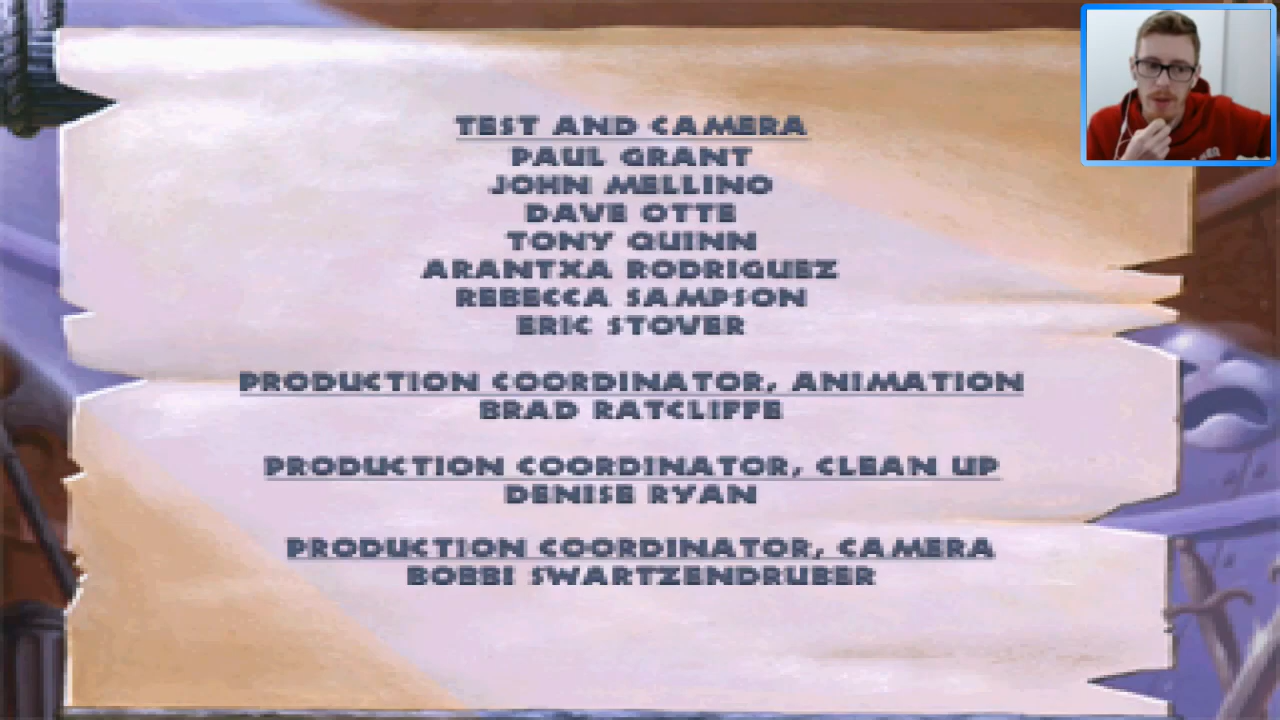 TEST AND CAMERA
PAUL GRANT
JOHN MELLINO
DAVE OTTE
TONY QUINN
ARANTXA RODRIGUEZ
REBECCA SAMPSON
ERIC STOVER
PRODUCTION COORDINATOR, ANIMATION
BRAD RATCLIFFE
PRODUCTION COORDINATOR, CLEAN UP
DENISE RYAN
PRODUCTION COORDINATOR, CAMERA
BOBBI SWARTZENDRUBER